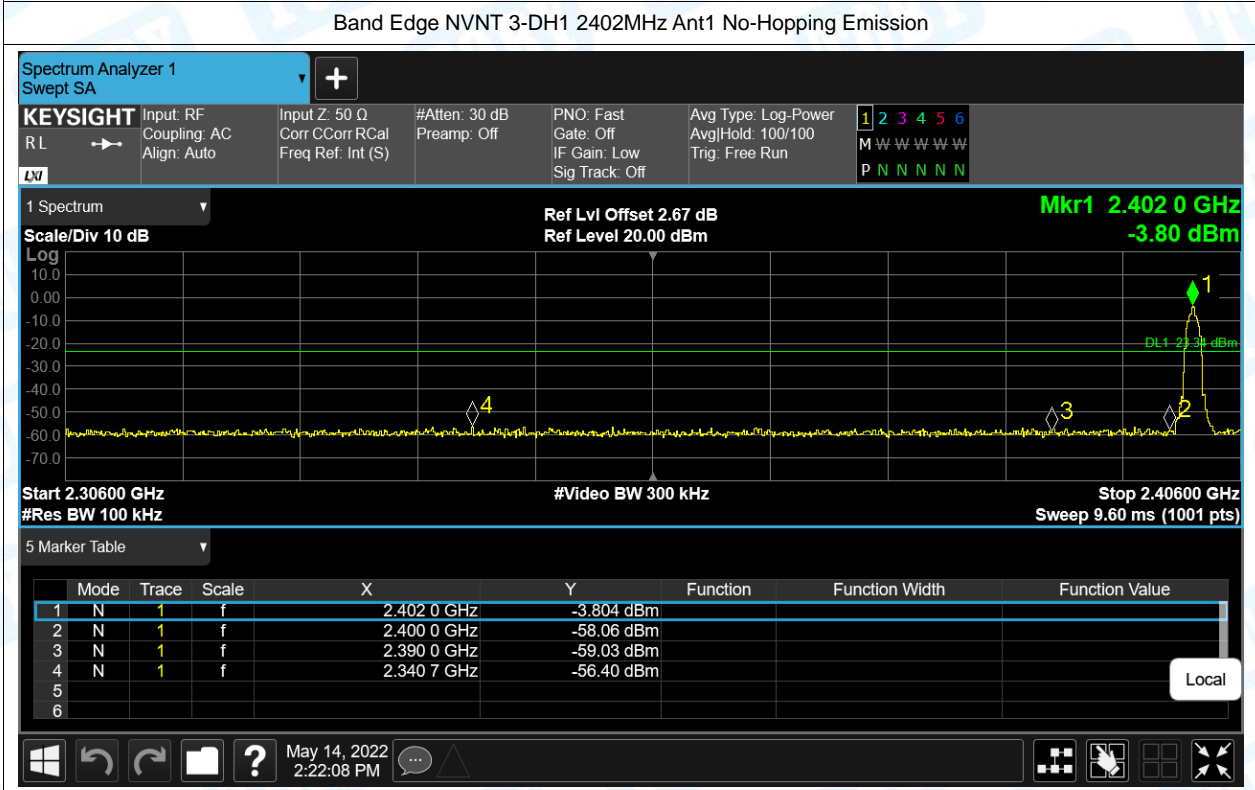 Band Edge NVNT 3-DH1 2402MHz Ant1 No-Hopping Emission
Spectrum Analyzer 1
Swept SA
KEYSIGHT
R L
LXI
Input: RF
Coupling: AC
Align: Auto
Input Z: 50 Ω
Corr CCorr RCal
Freq Ref: Int (S)
#Atten: 30 dB
Preamp: Off
PNO: Fast
Gate: Off
IF Gain: Low
Sig Track: Off
Avg Type: Log-Power
Avg|Hold: 100/100
Trig: Free Run
1 2 3 4 5 6
M W W W W W
P N N N N N
1 Spectrum
Scale/Div 10 dB
Ref Lvl Offset 2.67 dB
Ref Level 20.00 dBm
Mkr1 2.402 0 GHz
-3.80 dBm
Log
10.0
0.00
-10.0
-20.0
-30.0
-40.0
-50.0
-60.0
-70.0
1
DL1 -23.34 dBm
4
3
2
Start 2.30600 GHz
#Res BW 100 kHz
#Video BW 300 kHz
Stop 2.40600 GHz
Sweep 9.60 ms (1001 pts)
5 Marker Table
Mode Trace Scale X Y Function Function Width Function Value
1 N 1 f 2.402 0 GHz -3.804 dBm
2 N 1 f 2.400 0 GHz -58.06 dBm
3 N 1 f 2.390 0 GHz -59.03 dBm
4 N 1 f 2.340 7 GHz -56.40 dBm
5
6
Local
May 14, 2022
2:22:08 PM